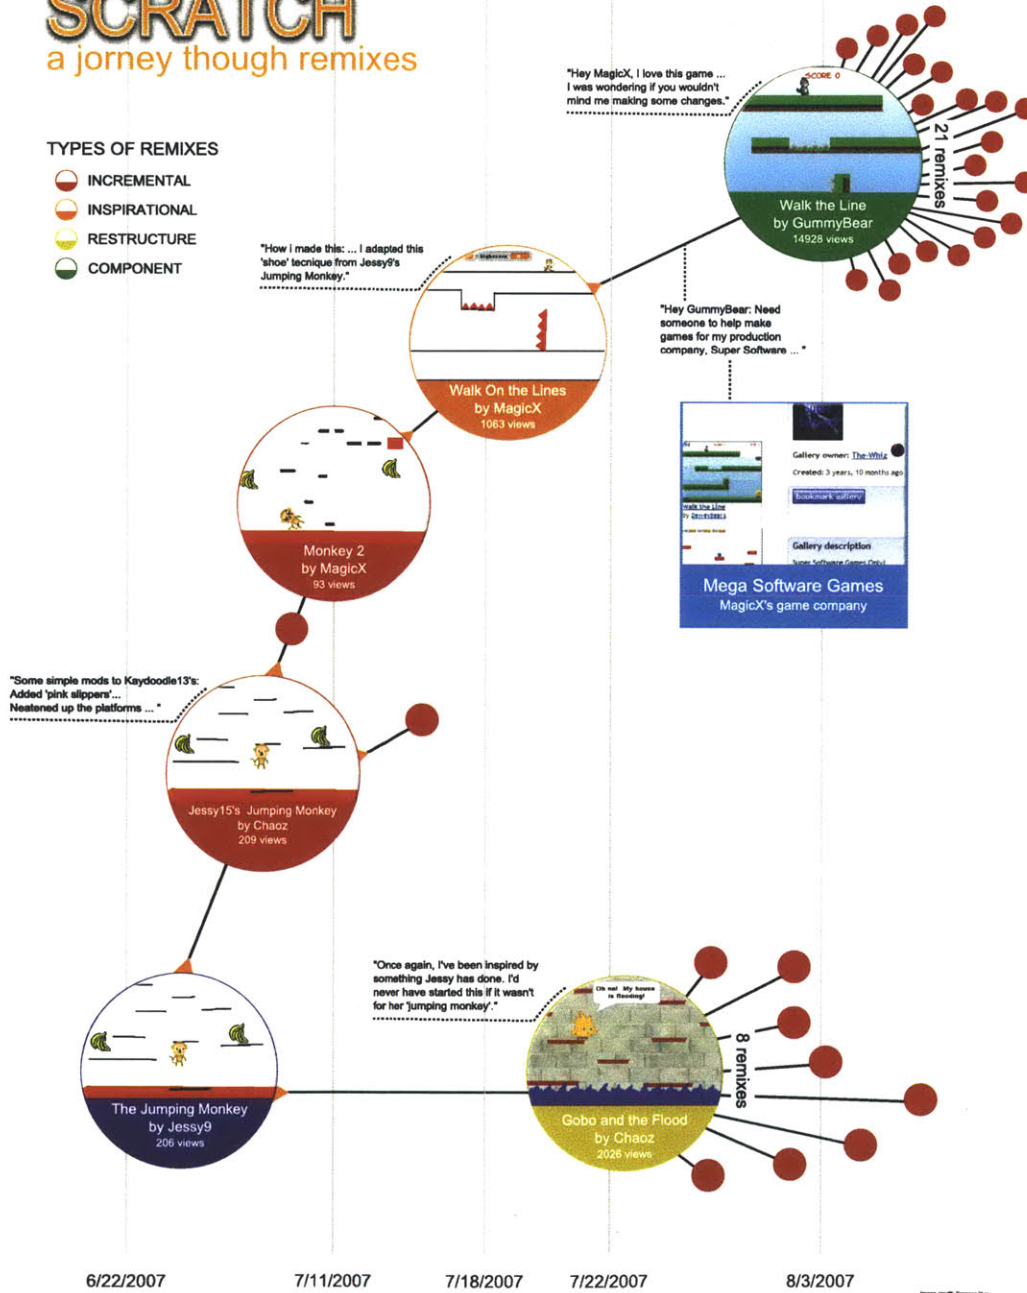 SCRATCH
a jorney though remixes
TYPES OF REMIXES
INCREMENTAL
INSPIRATIONAL
RESTRUCTURE
COMPONENT
"Hey MagicX, I love this game ...
I was wondering if you wouldn't
mind me making some changes."
SCORE 0
Walk the Line
by GummyBear
14928 views
21 remixes
"How i made this: ... I adapted this
'shoe' tecnique from Jessy9's
Jumping Monkey."
Walk On the Lines
by MagicX
1063 views
"Hey GummyBear: Need
someone to help make
games for my production
company, Super Software ... "
Gallery owner: The-Whiz
Created: 3 years, 10 months ago
bookmark gallery
Walk the Line
Gallery description
Super Software Games Only!
Mega Software Games
MagicX's game company
Monkey 2
by MagicX
93 views
"Some simple mods to Kaydoodle13's:
Added 'pink slippers'...
Neatened up the platforms ... "
Jessy15's Jumping Monkey
by Chaoz
209 views
"Once again, I've been inspired by
something Jessy has done. I'd
never have started this if it wasn't
for her 'jumping monkey'."
Oh no! My house
is flooding!
8 remixes
Gobo and the Flood
by Chaoz
2026 views
The Jumping Monkey
by Jessy9
206 views
6/22/2007
7/11/2007
7/18/2007
7/22/2007
8/3/2007